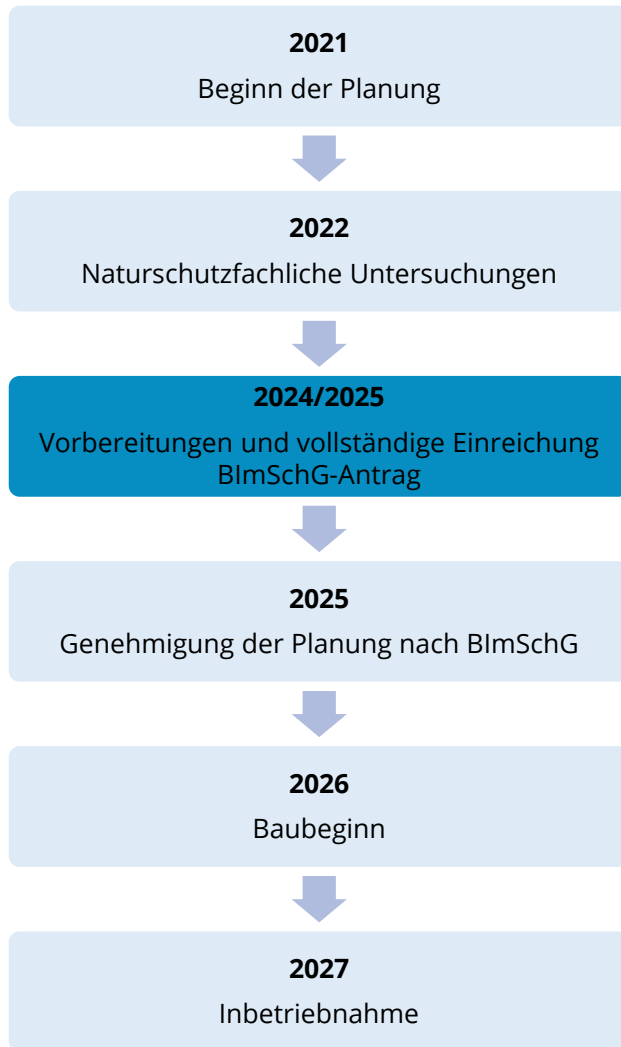 2021
Beginn der Planung
2022
Naturschutzfachliche Untersuchungen
2024/2025
Vorbereitungen und vollständige Einreichung
BImSchG-Antrag
2025
Genehmigung der Planung nach BImSchG
2026
Baubeginn
2027
Inbetriebnahme